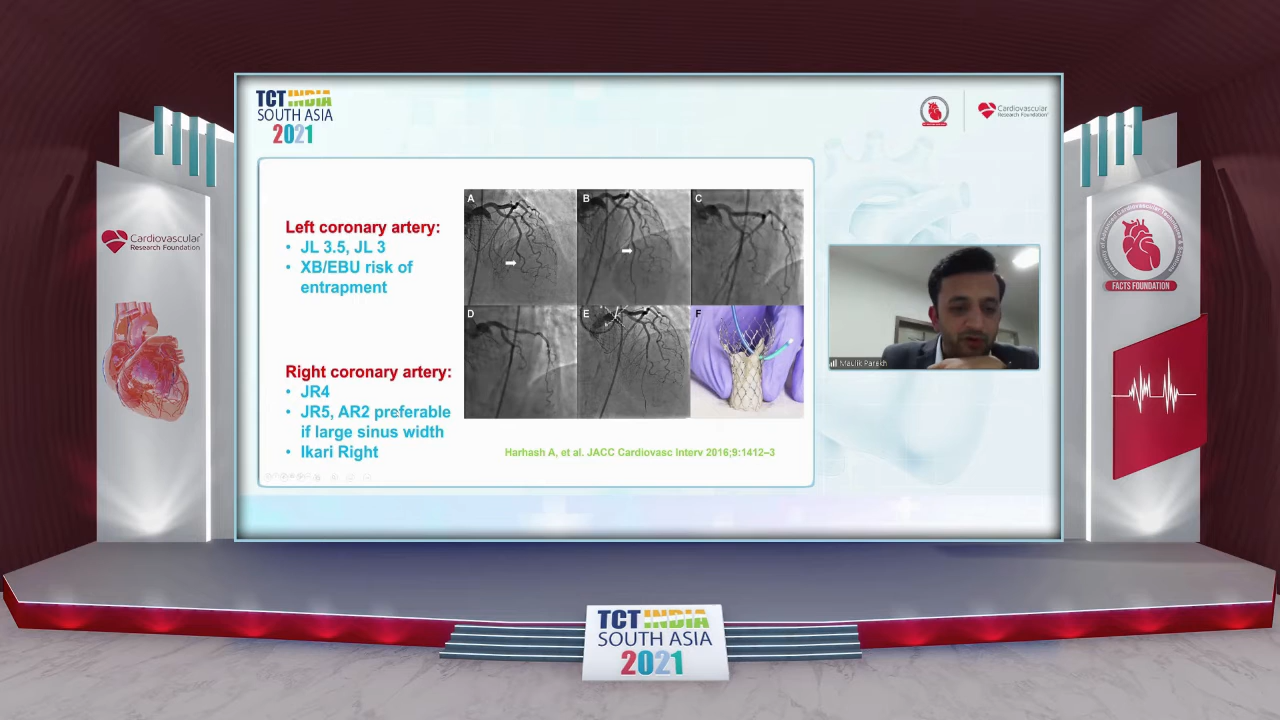 TCT INDIA
SOUTH ASIA
2021
Cardiovascular
Research Foundation
Left coronary artery:
• JL 3.5, JL 3
• XB/EBU risk of
entrapment
Right coronary artery:
• JR4
• JR5, AR2 preferable
if large sinus width
• Ikari Right
A
B
C
D
E
F
Harhash A, et al. JACC Cardiovasc Interv 2016;9:1412–3
Maulik Parekh
Cardiovascular
Research Foundation
FACTS FOUNDATION
TCT INDIA
SOUTH ASIA
2021